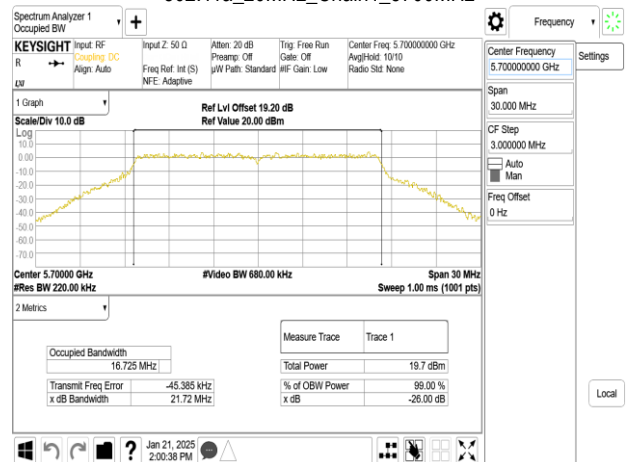 Spectrum Analyzer 1
Occupied BW
KEYSIGHT
Input: RF
Coupling: DC
Align: Auto
Input Z: 50 Ω
Freq Ref: Int (S)
NFE: Adaptive
Atten: 20 dB
Preamp: Off
µW Path: Standard
Trig: Free Run
Gate: Off
#IF Gain: Low
Center Freq: 5.700000000 GHz
Avg|Hold: 10/10
Radio Std: None
R
LXI
1 Graph
Scale/Div 10.0 dB
Ref Lvl Offset 19.20 dB
Ref Value 20.00 dBm
Log
10.0
0.00
-10.0
-20.0
-30.0
-40.0
-50.0
-60.0
-70.0
Center 5.70000 GHz
#Video BW 680.00 kHz
Span 30 MHz
#Res BW 220.00 kHz
Sweep 1.00 ms (1001 pts)
2 Metrics
Measure Trace
Trace 1
Occupied Bandwidth
16.725 MHz
Total Power
19.7 dBm
Transmit Freq Error
-45.385 kHz
% of OBW Power
99.00 %
x dB Bandwidth
21.72 MHz
x dB
-26.00 dB
Jan 21, 2025
2:00:38 PM
Frequency
Center Frequency
5.700000000 GHz
Settings
Span
30.000 MHz
CF Step
3.000000 MHz
Auto
Man
Freq Offset
0 Hz
Local